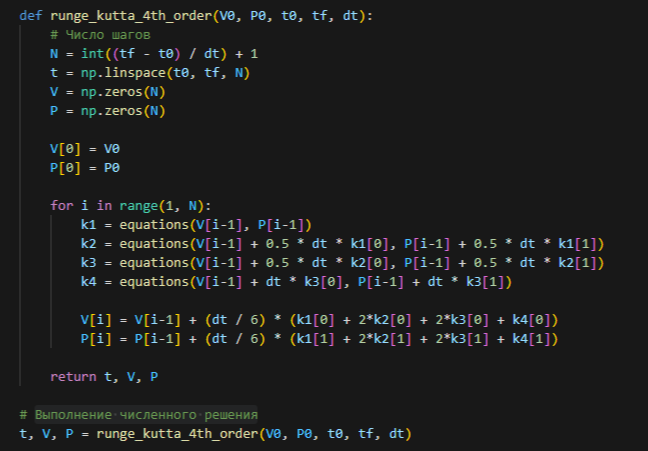 def runge_kutta_4th_order(V0, P0, t0, tf, dt):
    # Число шагов
    N = int((tf - t0) / dt) + 1
    t = np.linspace(t0, tf, N)
    V = np.zeros(N)
    P = np.zeros(N)

    V[0] = V0
    P[0] = P0

    for i in range(1, N):
        k1 = equations(V[i-1], P[i-1])
        k2 = equations(V[i-1] + 0.5 * dt * k1[0], P[i-1] + 0.5 * dt * k1[1])
        k3 = equations(V[i-1] + 0.5 * dt * k2[0], P[i-1] + 0.5 * dt * k2[1])
        k4 = equations(V[i-1] + dt * k3[0], P[i-1] + dt * k3[1])

        V[i] = V[i-1] + (dt / 6) * (k1[0] + 2*k2[0] + 2*k3[0] + k4[0])
        P[i] = P[i-1] + (dt / 6) * (k1[1] + 2*k2[1] + 2*k3[1] + k4[1])

    return t, V, P

# Выполнение численного решения
t, V, P = runge_kutta_4th_order(V0, P0, t0, tf, dt)